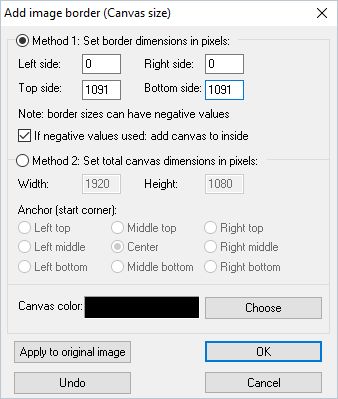 Add image border (Canvas size)
Method 1: Set border dimensions in pixels:
Left side: 0 Right side: 0
Top side: 1091 Bottom side: 1091
Note: border sizes can have negative values
If negative values used: add canvas to inside
Method 2: Set total canvas dimensions in pixels:
Width: 1920 Height: 1080
Anchor (start corner):
Left top Middle top Right top
Left middle Center Right middle
Left bottom Middle bottom Right bottom
Canvas color: Choose
Apply to original image OK
Undo Cancel